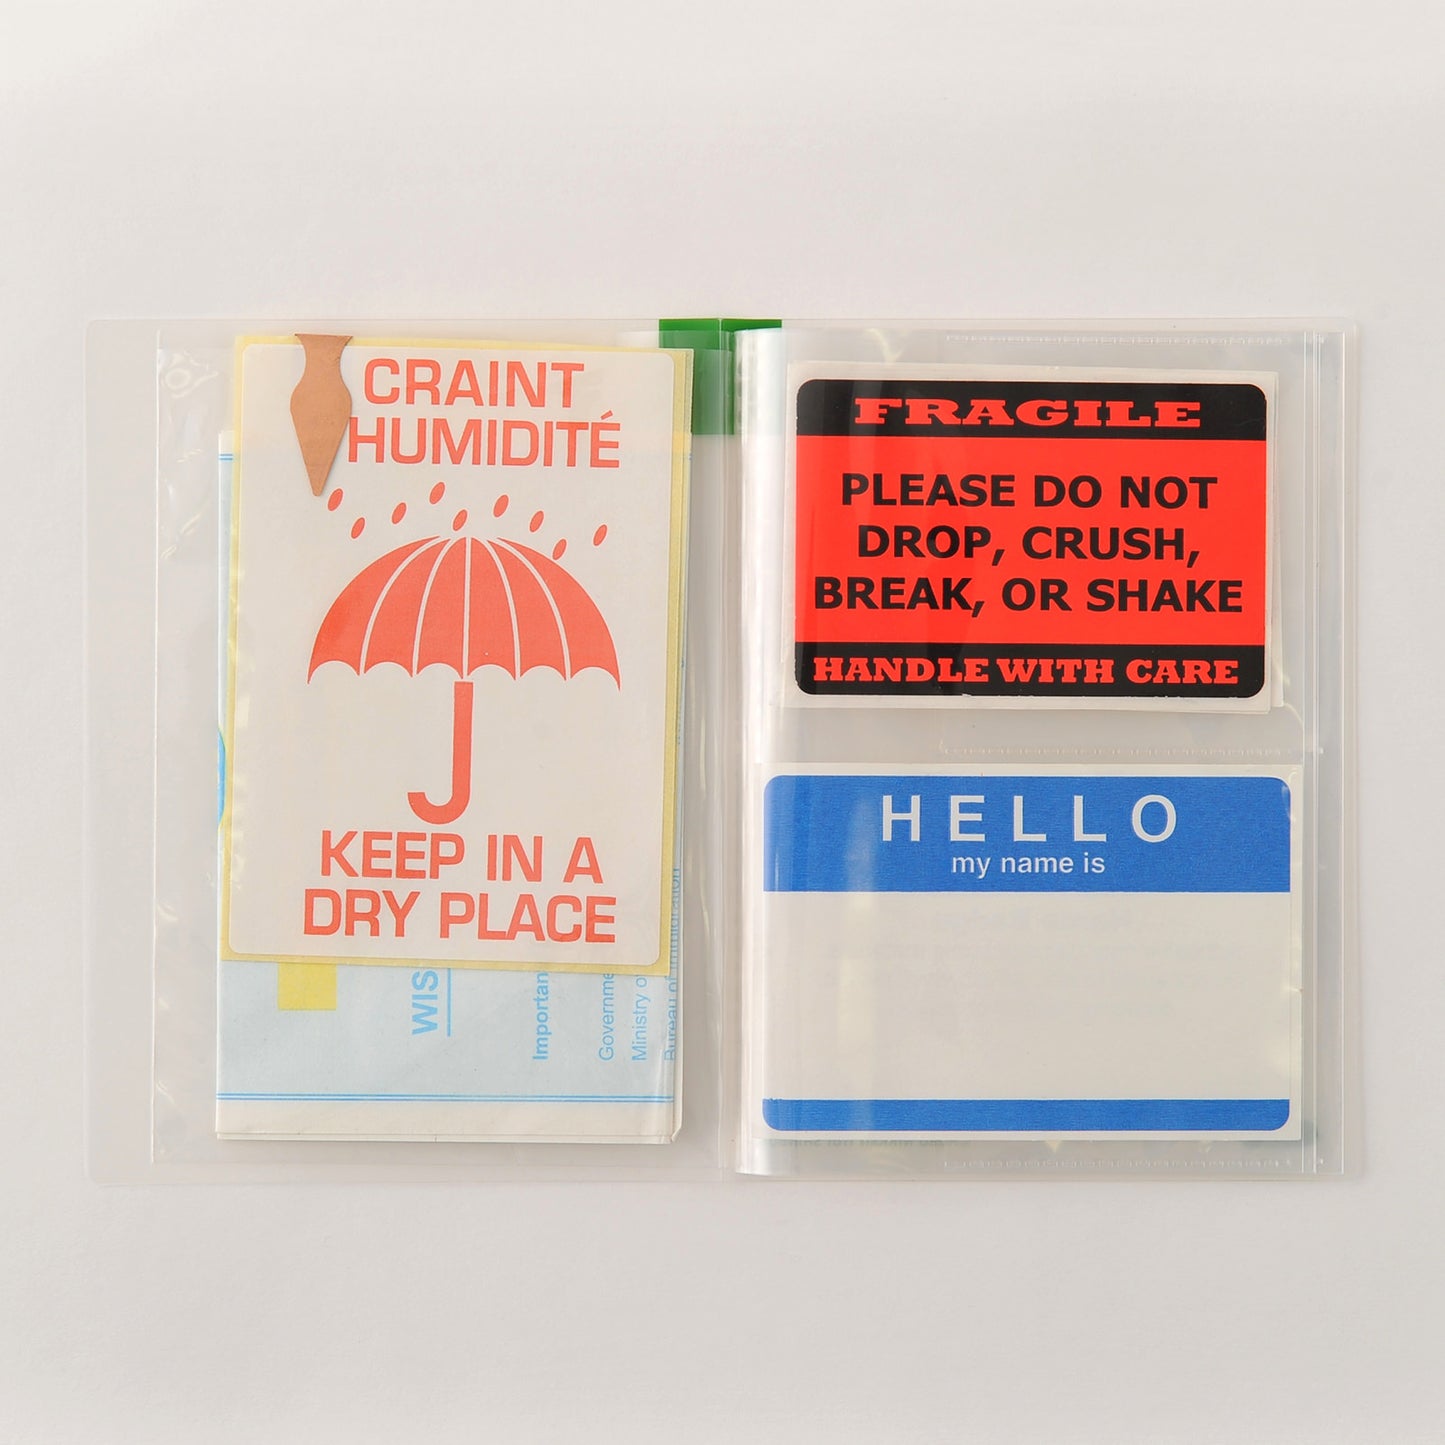 CRAINT
HUMIDITÉ
KEEP IN A
DRY PLACE
WIS
Importan
Governme
Ministry o
Bureau of Immigration
FRAGILE
PLEASE DO NOT
DROP, CRUSH,
BREAK, OR SHAKE
HANDLE WITH CARE
HELLO
my name is